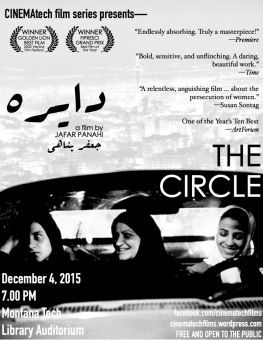 CINEMAtech film series presents—
WINNER
GOLDEN LION
BEST FILM
WINNER
FIPRESCI
GRAND PRIX
"Endlessly absorbing. Truly a masterpiece!"
—Premiere
"Bold, sensitive, and unflinching. A daring,
beautiful work."
—Time
"A relentless, anguishing film ... about the
persecution of women."
—Susan Sontag
One of the Year's Ten Best
—ArtForum
دایره
a film by
JAFAR PANAHI
جعفر پناهی
THE
CIRCLE
December 4, 2015
7.00 PM
Montana Tech
Library Auditorium
facebook.com/cinematechfilms
cinematechfilms.wordpress.com
FREE AND OPEN TO THE PUBLIC